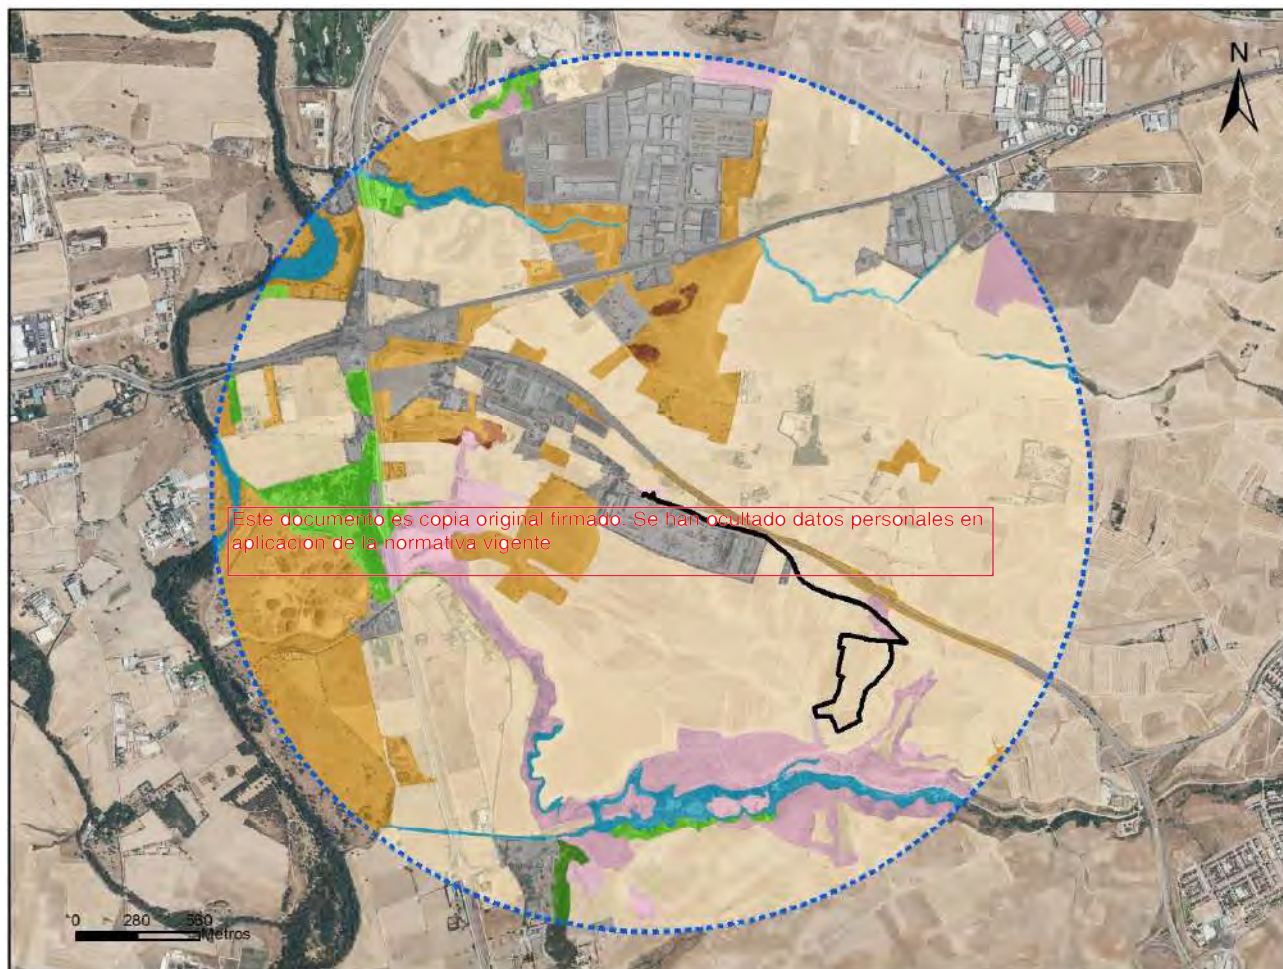 N
Este documento es copia original firmado. Se han ocultado datos personales en
aplicacion de la normativa vigente
0 280 560
Metros